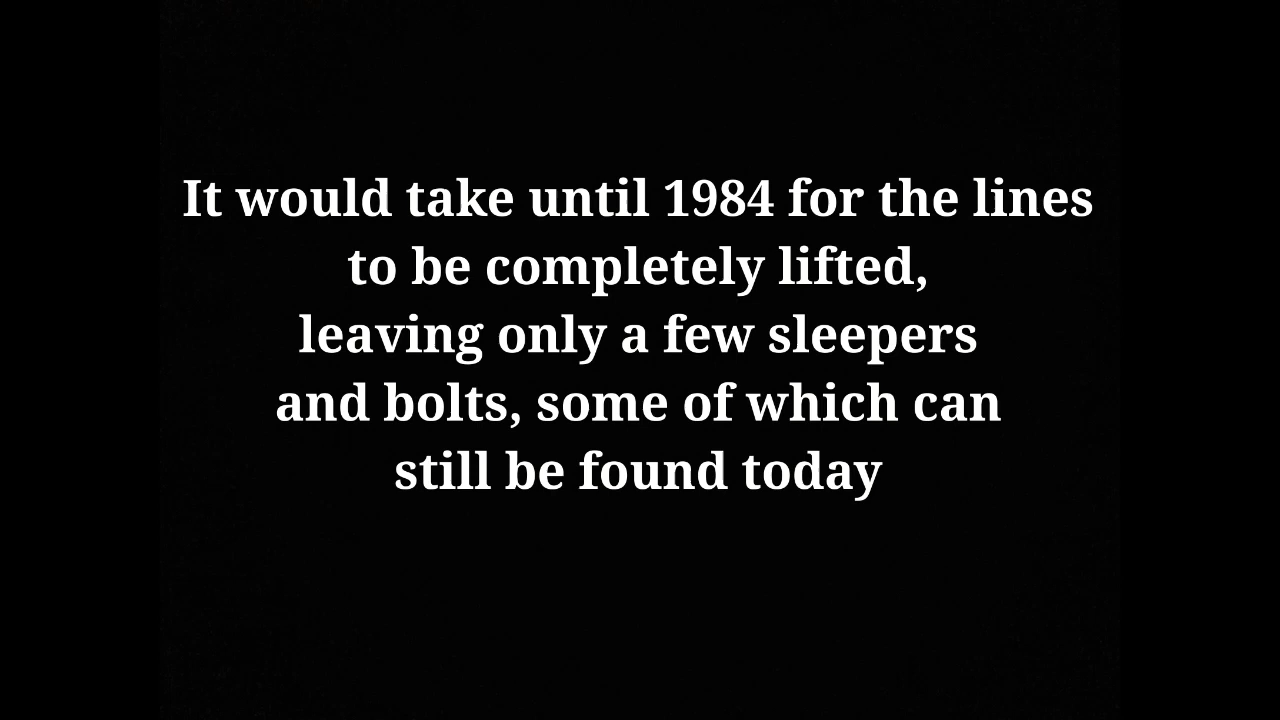 It would take until 1984 for the lines
to be completely lifted,
leaving only a few sleepers
and bolts, some of which can
still be found today